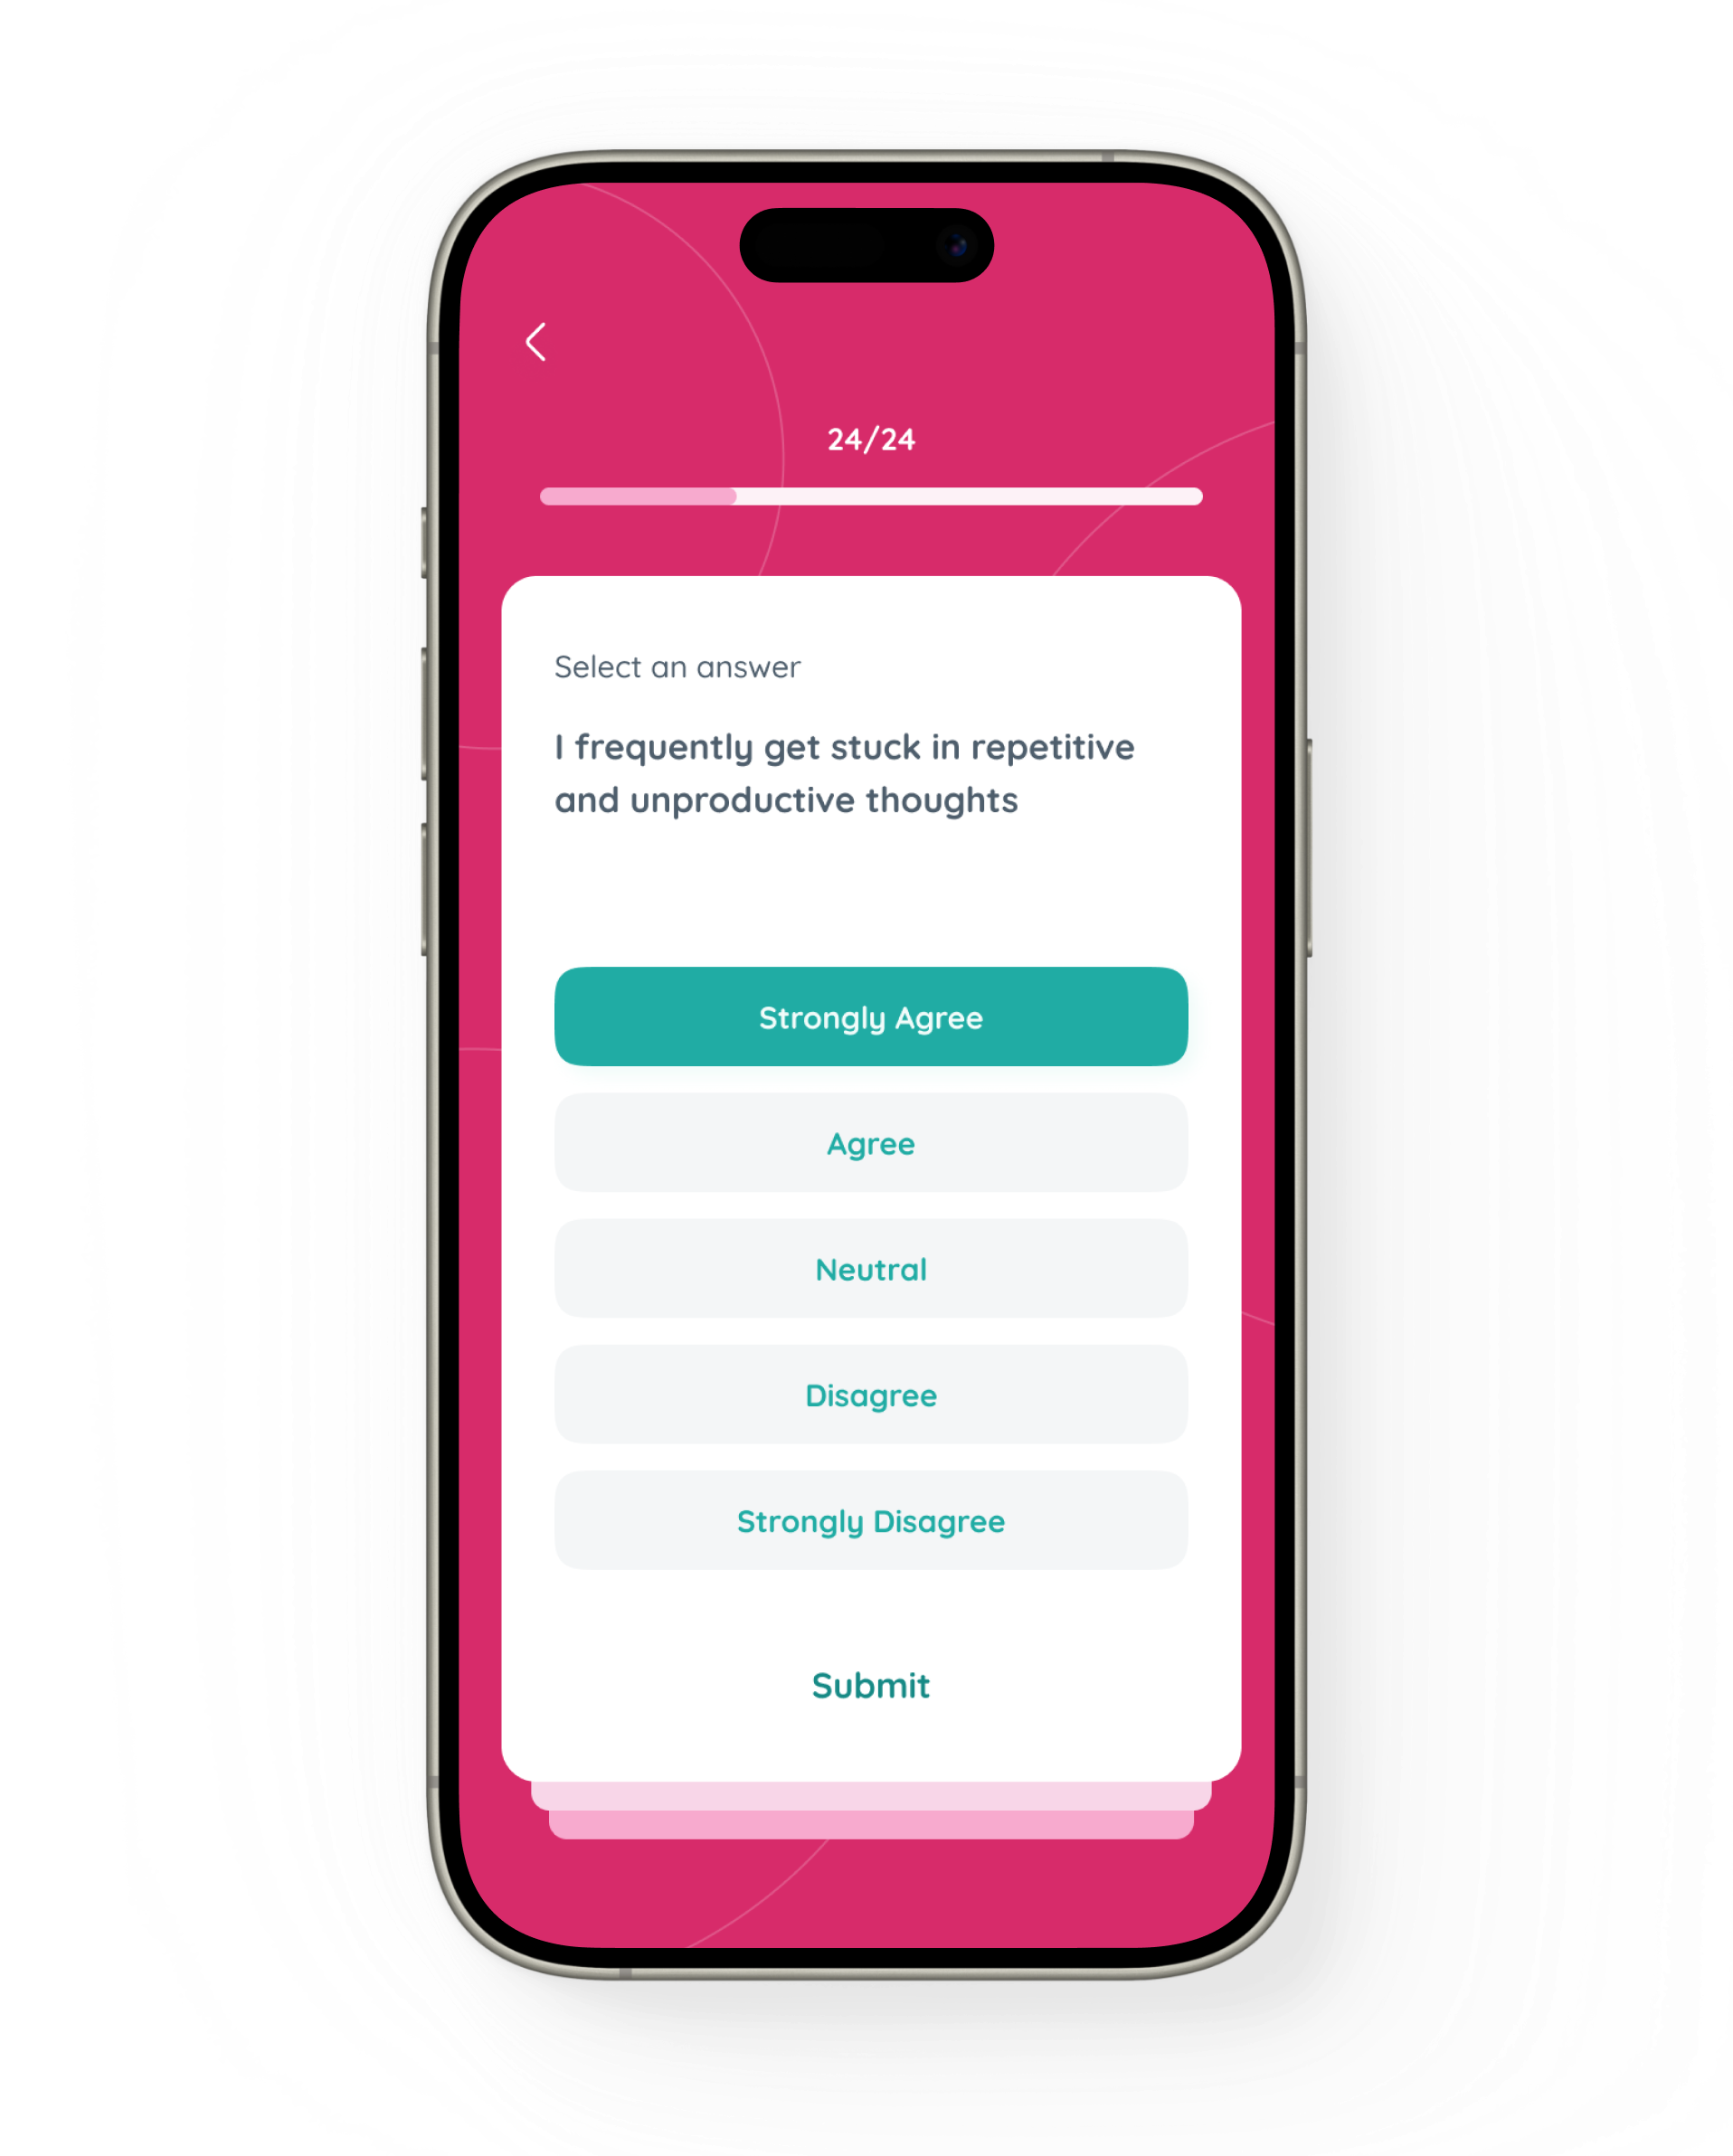 24/24
Select an answer
I frequently get stuck in repetitive
and unproductive thoughts
Strongly Agree
Agree
Neutral
Disagree
Strongly Disagree
Submit